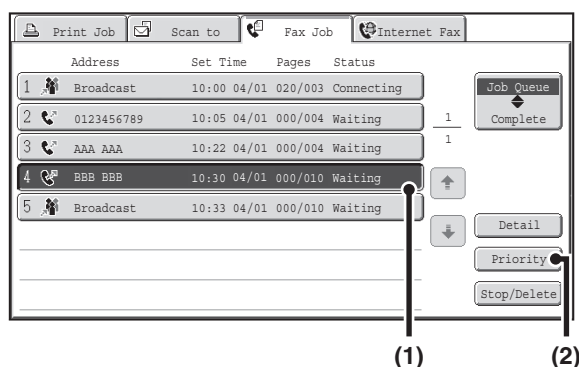 Print Job Scan to Fax Job Internet Fax
Address Set Time Pages Status
1 Broadcast 10:00 04/01 020/003 Connecting
2 0123456789 10:05 04/01 000/004 Waiting
3 AAA AAA 10:22 04/01 000/004 Waiting
4 BBB BBB 10:30 04/01 000/010 Waiting
5 Broadcast 10:33 04/01 000/010 Waiting
1
1
Job Queue
Complete
Detail
Priority
Stop/Delete
(1) (2)